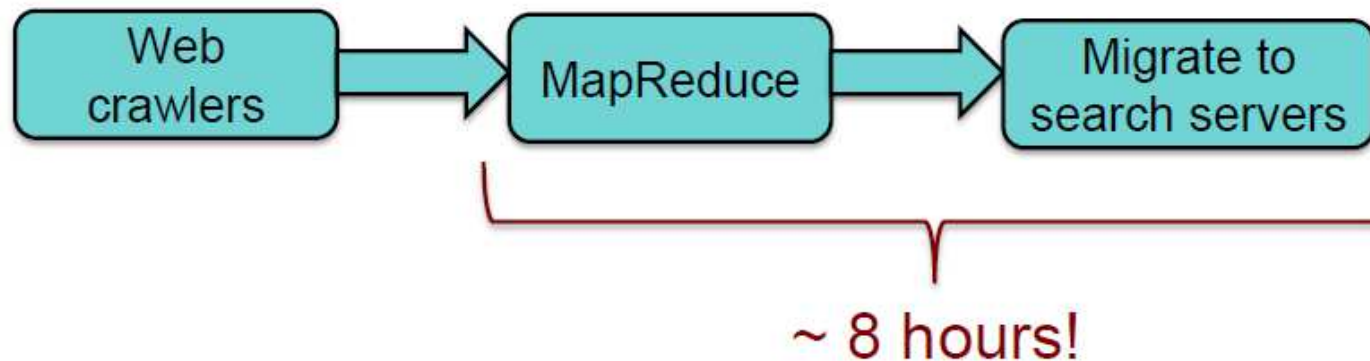 Web
crawlers
MapReduce
Migrate to
search servers
~ 8 hours!